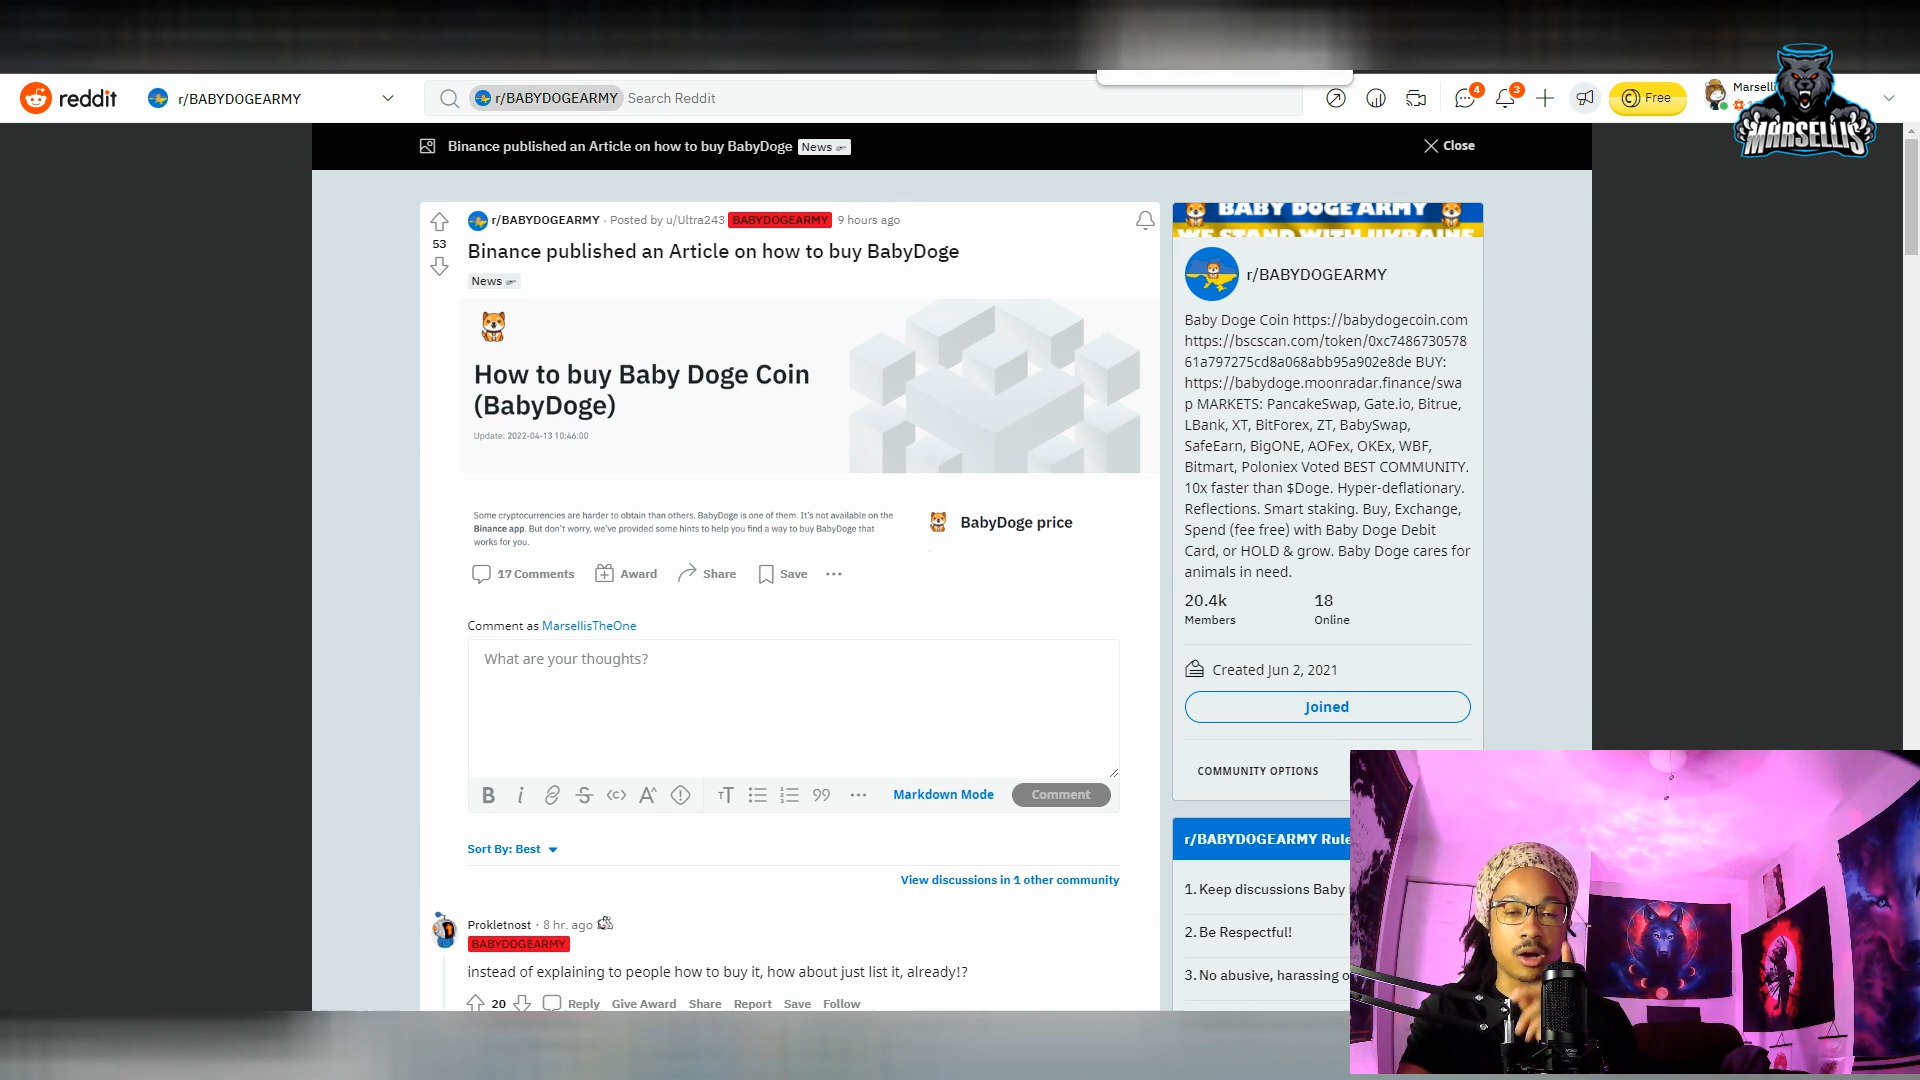 reddit
r/BABYDOGEARMY
r/BABYDOGEARMY Search Reddit
4
3
Free
Marselli
MARSELLIS
Binance published an Article on how to buy BabyDoge News
Close
53
r/BABYDOGEARMY · Posted by u/Ultra243 BABYDOGEARMY 9 hours ago
Binance published an Article on how to buy BabyDoge
News
How to buy Baby Doge Coin
(BabyDoge)
Update: 2022-04-13 10:46:00
Some cryptocurrencies are harder to obtain than others. BabyDoge is one of them. It's not available on the
Binance app. But don't worry, we've provided some hints to help you find a way to buy BabyDoge that
works for you.
BabyDoge price
17 Comments Award Share Save ...
Comment as MarsellisTheOne
What are your thoughts?
Markdown Mode Comment
Sort By: Best
View discussions in 1 other community
Prokletnost · 8 hr. ago
BABYDOGEARMY
instead of explaining to people how to buy it, how about just list it, already!?
20 Reply Give Award Share Report Save Follow
BABY DOGE ARMY
WE STAND WITH UKRAINE
r/BABYDOGEARMY
Baby Doge Coin https://babydogecoin.com
https://bscscan.com/token/0xc7486730578
61a797275cd8a068abb95a902e8de BUY:
https://babydoge.moonradar.finance/swa
p MARKETS: PancakeSwap, Gate.io, Bitrue,
LBank, XT, BitForex, ZT, BabySwap,
SafeEarn, BigONE, AOFex, OKEx, WBF,
Bitmart, Poloniex Voted BEST COMMUNITY.
10x faster than $Doge. Hyper-deflationary.
Reflections. Smart staking. Buy, Exchange,
Spend (fee free) with Baby Doge Debit
Card, or HOLD & grow. Baby Doge cares for
animals in need.
20.4k 18
Members Online
Created Jun 2, 2021
Joined
COMMUNITY OPTIONS
r/BABYDOGEARMY Rule
1. Keep discussions Baby
2. Be Respectful!
3. No abusive, harassing o